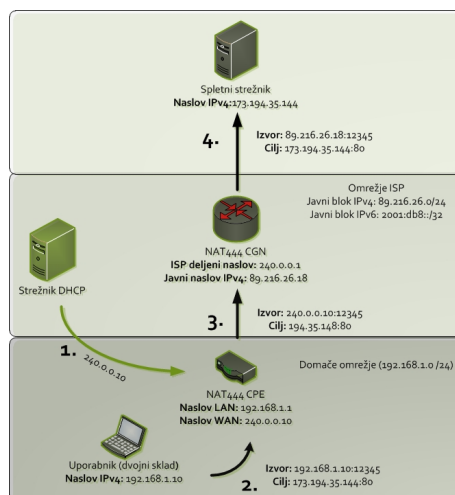 Spletni strežnik
Naslov IPv4:173.194.35.144
4.
Izvor: 89.216.26.18:12345
Cilj: 173.194.35.144:80
Omrežje ISP
Javni blok IPv4: 89.216.26.0/24
Javni blok IPv6: 2001:db8::/32
NAT444 CGN
ISP deljeni naslov: 240.0.0.1
Javni naslov IPv4: 89.216.26.18
Strežnik DHCP
3.
Izvor: 240.0.0.10:12345
Cilj: 194.35.148:80
1.
240.0.0.10
Domače omrežje (192.168.1.0 /24)
NAT444 CPE
Naslov LAN: 192.168.1.1
Naslov WAN: 240.0.0.10
Uporabnik (dvojni sklad)
Naslov IPv4: 192.168.1.10
2.
Izvor: 192.168.1.10:12345
Cilj: 173.194.35.144:80